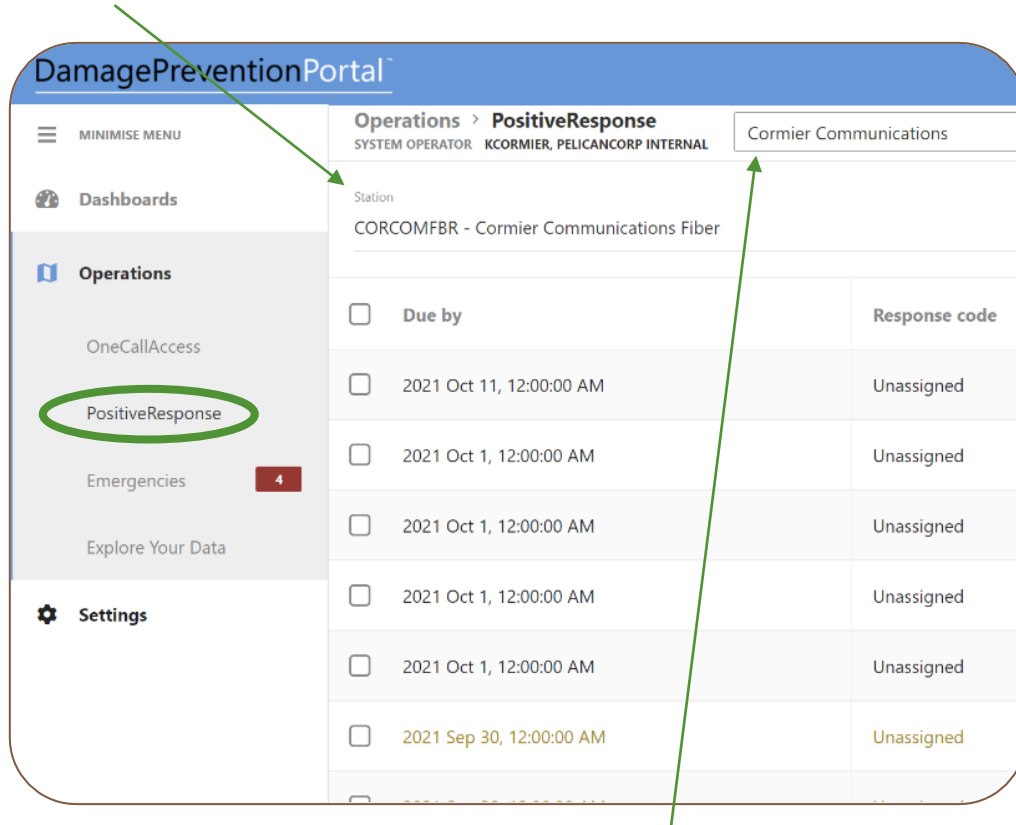 DamagePreventionPortal™
MINIMISE MENU
Dashboards
Operations
OneCallAccess
PositiveResponse
Emergencies 4
Explore Your Data
Settings
Operations > PositiveResponse
SYSTEM OPERATOR KCORMIER, PELICANCORP INTERNAL
Cormier Communications
Station
CORCOMFBR - Cormier Communications Fiber
Due by Response code
2021 Oct 11, 12:00:00 AM Unassigned
2021 Oct 1, 12:00:00 AM Unassigned
2021 Oct 1, 12:00:00 AM Unassigned
2021 Oct 1, 12:00:00 AM Unassigned
2021 Oct 1, 12:00:00 AM Unassigned
2021 Sep 30, 12:00:00 AM Unassigned